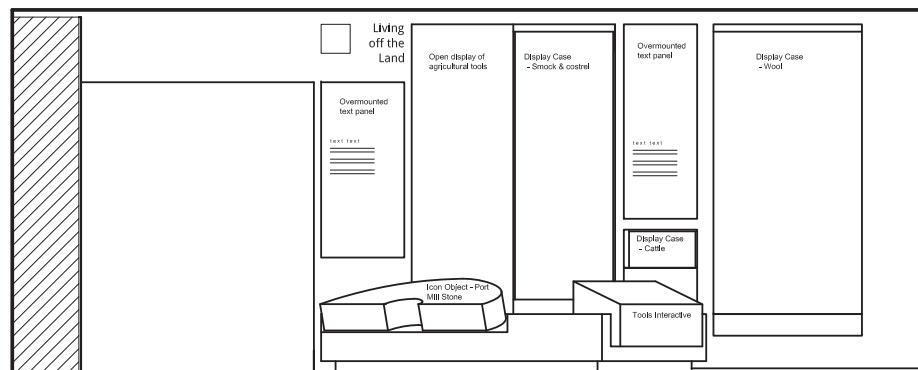 Living
off the
Land
Overmounted
text panel
text text
Open display of
agricultural tools
Display Case
- Smock & costrel
Overmounted
text panel
text text
Display Case
- Wool
Display Case
- Cattle
Icon Object - Port
Mill Stone
Tools Interactive